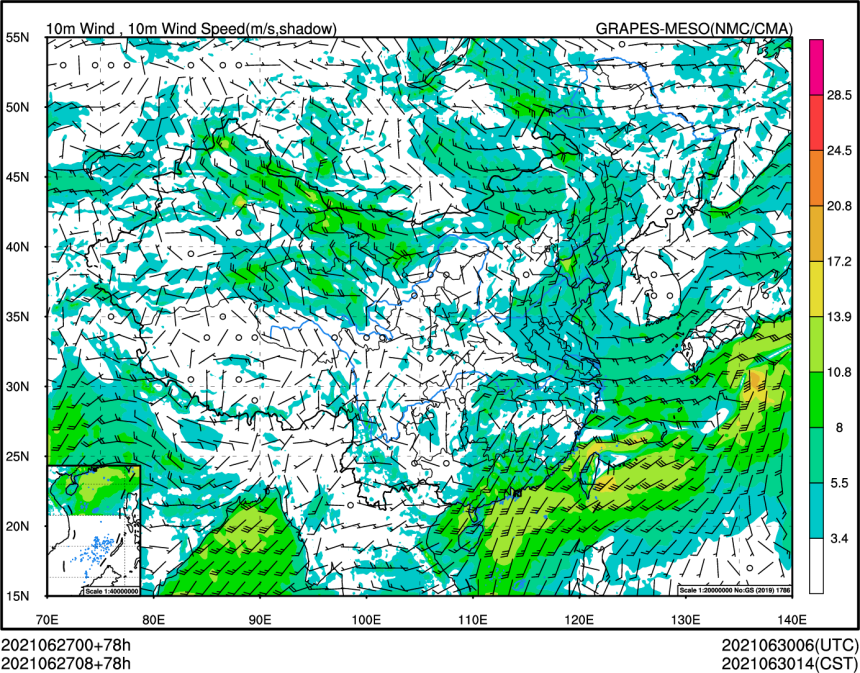 10m Wind , 10m Wind Speed(m/s,shadow) GRAPES-MESO(NMC/CMA)
55N
50N
45N
40N
35N
30N
25N
20N
15N
28.5
24.5
20.8
17.2
13.9
10.8
8
5.5
3.4
Scale 1:40000000
Scale 1:20000000 No:GS (2019) 1786
70E 80E 90E 100E 110E 120E 130E 140E
2021062700+78h 2021063006(UTC)
2021062708+78h 2021063014(CST)